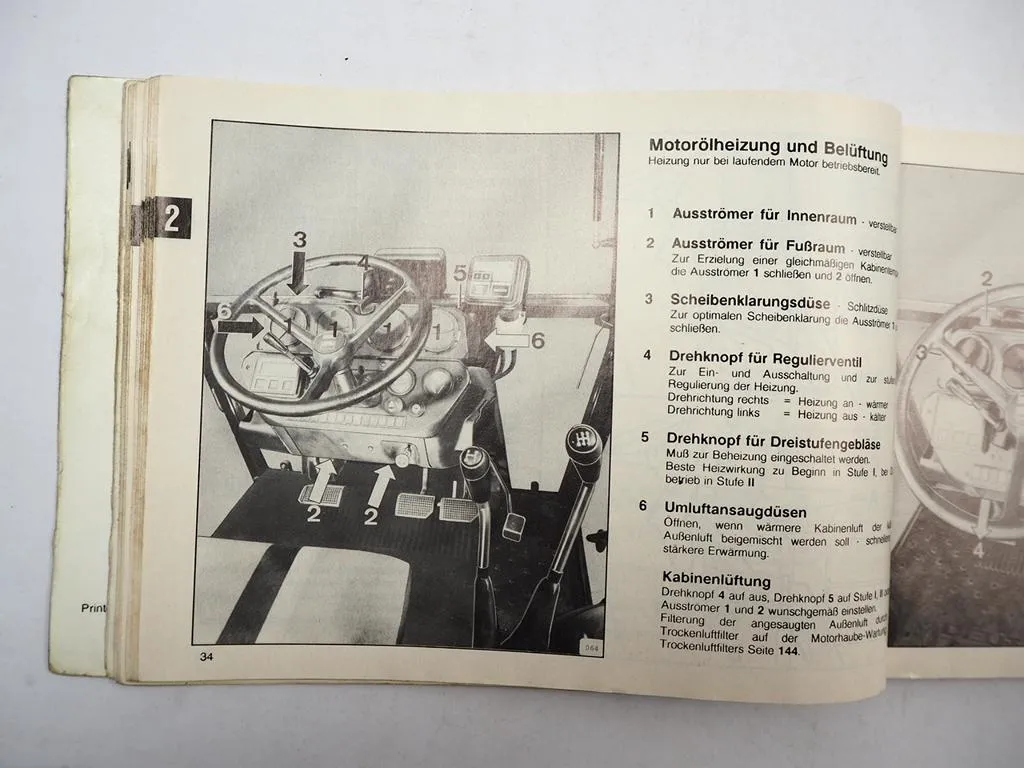 2
3
4
5
6
1
1
1
1
6
2
2
064
34
Motorölheizung und Belüftung
Heizung nur bei laufendem Motor betriebsbereit.
1 Ausströmer für Innenraum - verstellbar
2 Ausströmer für Fußraum - verstellbar
Zur Erzielung einer gleichmäßigen
die Ausströmer 1 schließen und 2 öffnen.
3 Scheibenklarungsdüse - Schlitzdüse
Zur optimalen Scheibenklarung die Ausströmer 1
schließen.
4 Drehknopf für Regulierventil
Zur Ein- und Ausschaltung und zur
Regulierung der Heizung.
Drehrichtung rechts = Heizung an - wärmer
Drehrichtung links = Heizung aus - kälter
5 Drehknopf für Dreistufengebläse
Muß zur Beheizung eingeschaltet werden.
Beste Heizwirkung zu Beginn in Stufe I, bei
betrieb in Stufe II
6 Umluftansaugdüsen
Öffnen, wenn wärmere Kabinenluft der
Außenluft beigemischt werden soll -
stärkere Erwärmung.
Kabinenlüftung
Drehknopf 4 auf aus, Drehknopf 5 auf Stufe I,
Ausströmer 1 und 2 wunschgemäß einstellen.
Filterung der angesaugten Außenluft durch
Trockenluftfilter auf der Motorhaube-Wartung
Trockenluftfilters Seite 144.
2
3
4